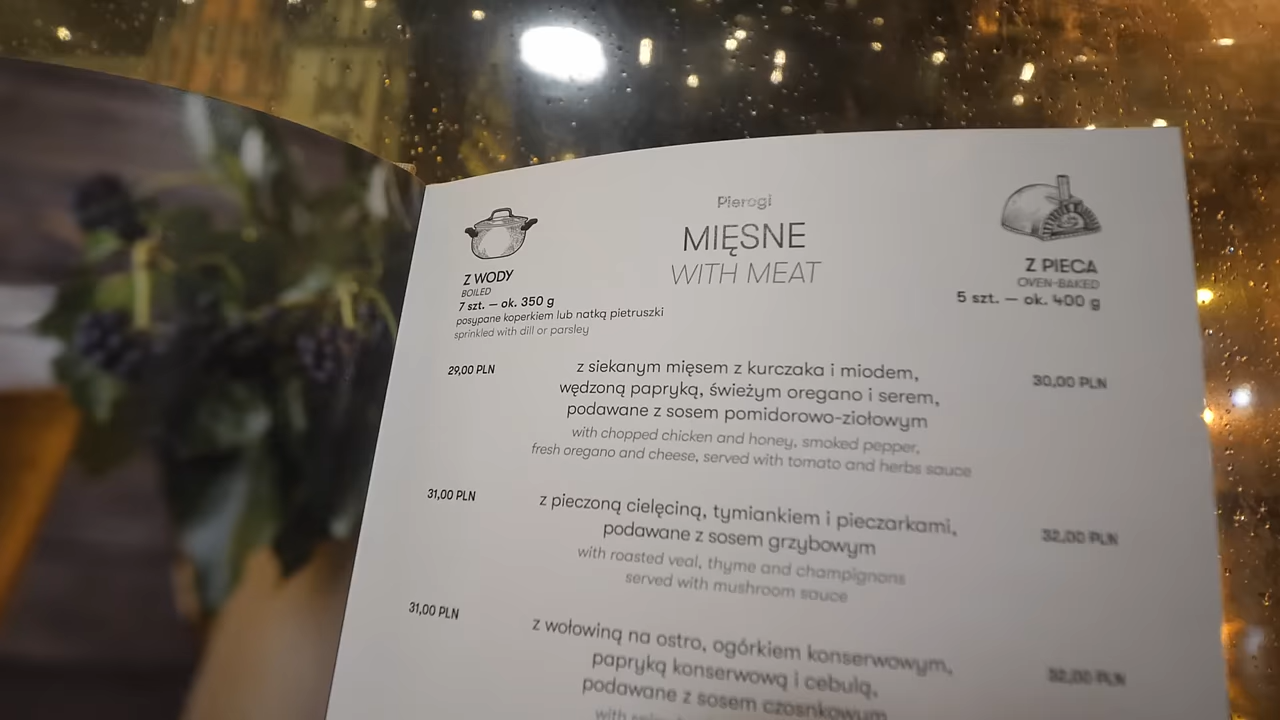 Pierogi
MIĘSNE
WITH MEAT
Z WODY
BOILED
7 szt. — ok. 350 g
posypane koperkiem lub natką pietruszki
sprinkled with dill or parsley
Z PIECA
OVEN-BAKED
5 szt. — ok. 400 g
29,00 PLN
z siekanym mięsem z kurczaka i miodem,
wędzoną papryką, świeżym oregano i serem,
podawane z sosem pomidorowo-ziołowym
with chopped chicken and honey, smoked pepper,
fresh oregano and cheese, served with tomato and herbs sauce
30,00 PLN
31,00 PLN
z pieczoną cielęciną, tymiankiem i pieczarkami,
podawane z sosem grzybowym
with roasted veal, thyme and champignons
served with mushroom sauce
32,00 PLN
31,00 PLN
z wołowiną na ostro, ogórkiem konserwowym,
papryką konserwową i cebulą,
podawane z sosem czosnkowym
32,00 PLN
with